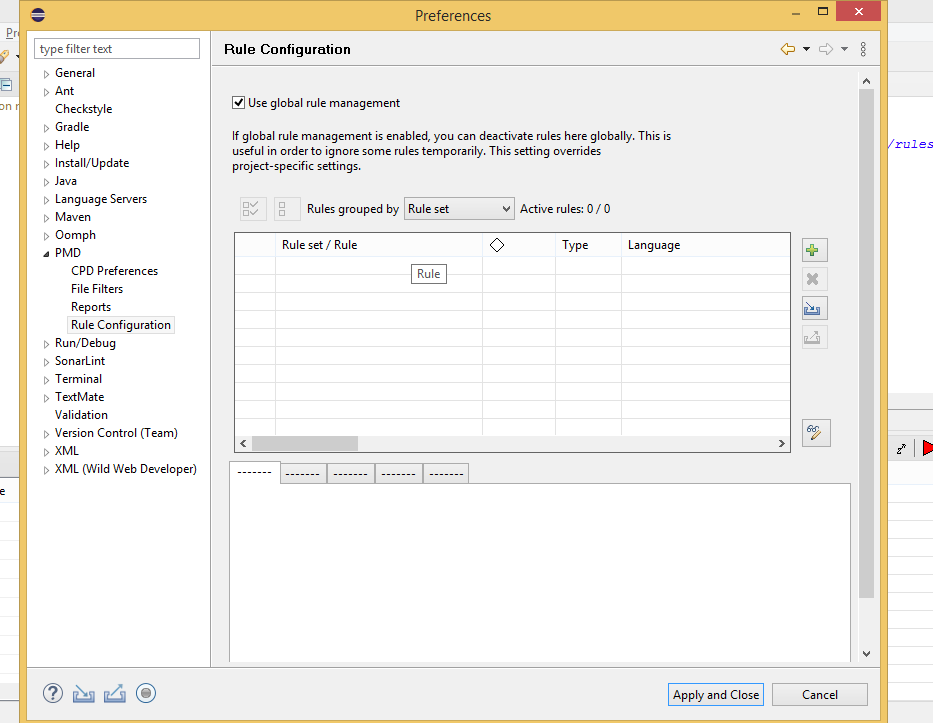 Preferences
type filter text
General
Ant
Checkstyle
Gradle
Help
Install/Update
Java
Language Servers
Maven
Oomph
PMD
CPD Preferences
File Filters
Reports
Rule Configuration
Run/Debug
SonarLint
Terminal
TextMate
Validation
Version Control (Team)
XML
XML (Wild Web Developer)
Rule Configuration
Use global rule management
If global rule management is enabled, you can deactivate rules here globally. This is
useful in order to ignore some rules temporarily. This setting overrides
project-specific settings.
Rules grouped by Rule set Active rules: 0 / 0
Rule set / Rule Type Language
Rule
------- ------- ------- ------- -------
Apply and Close Cancel
Pr
on r
e
/rules